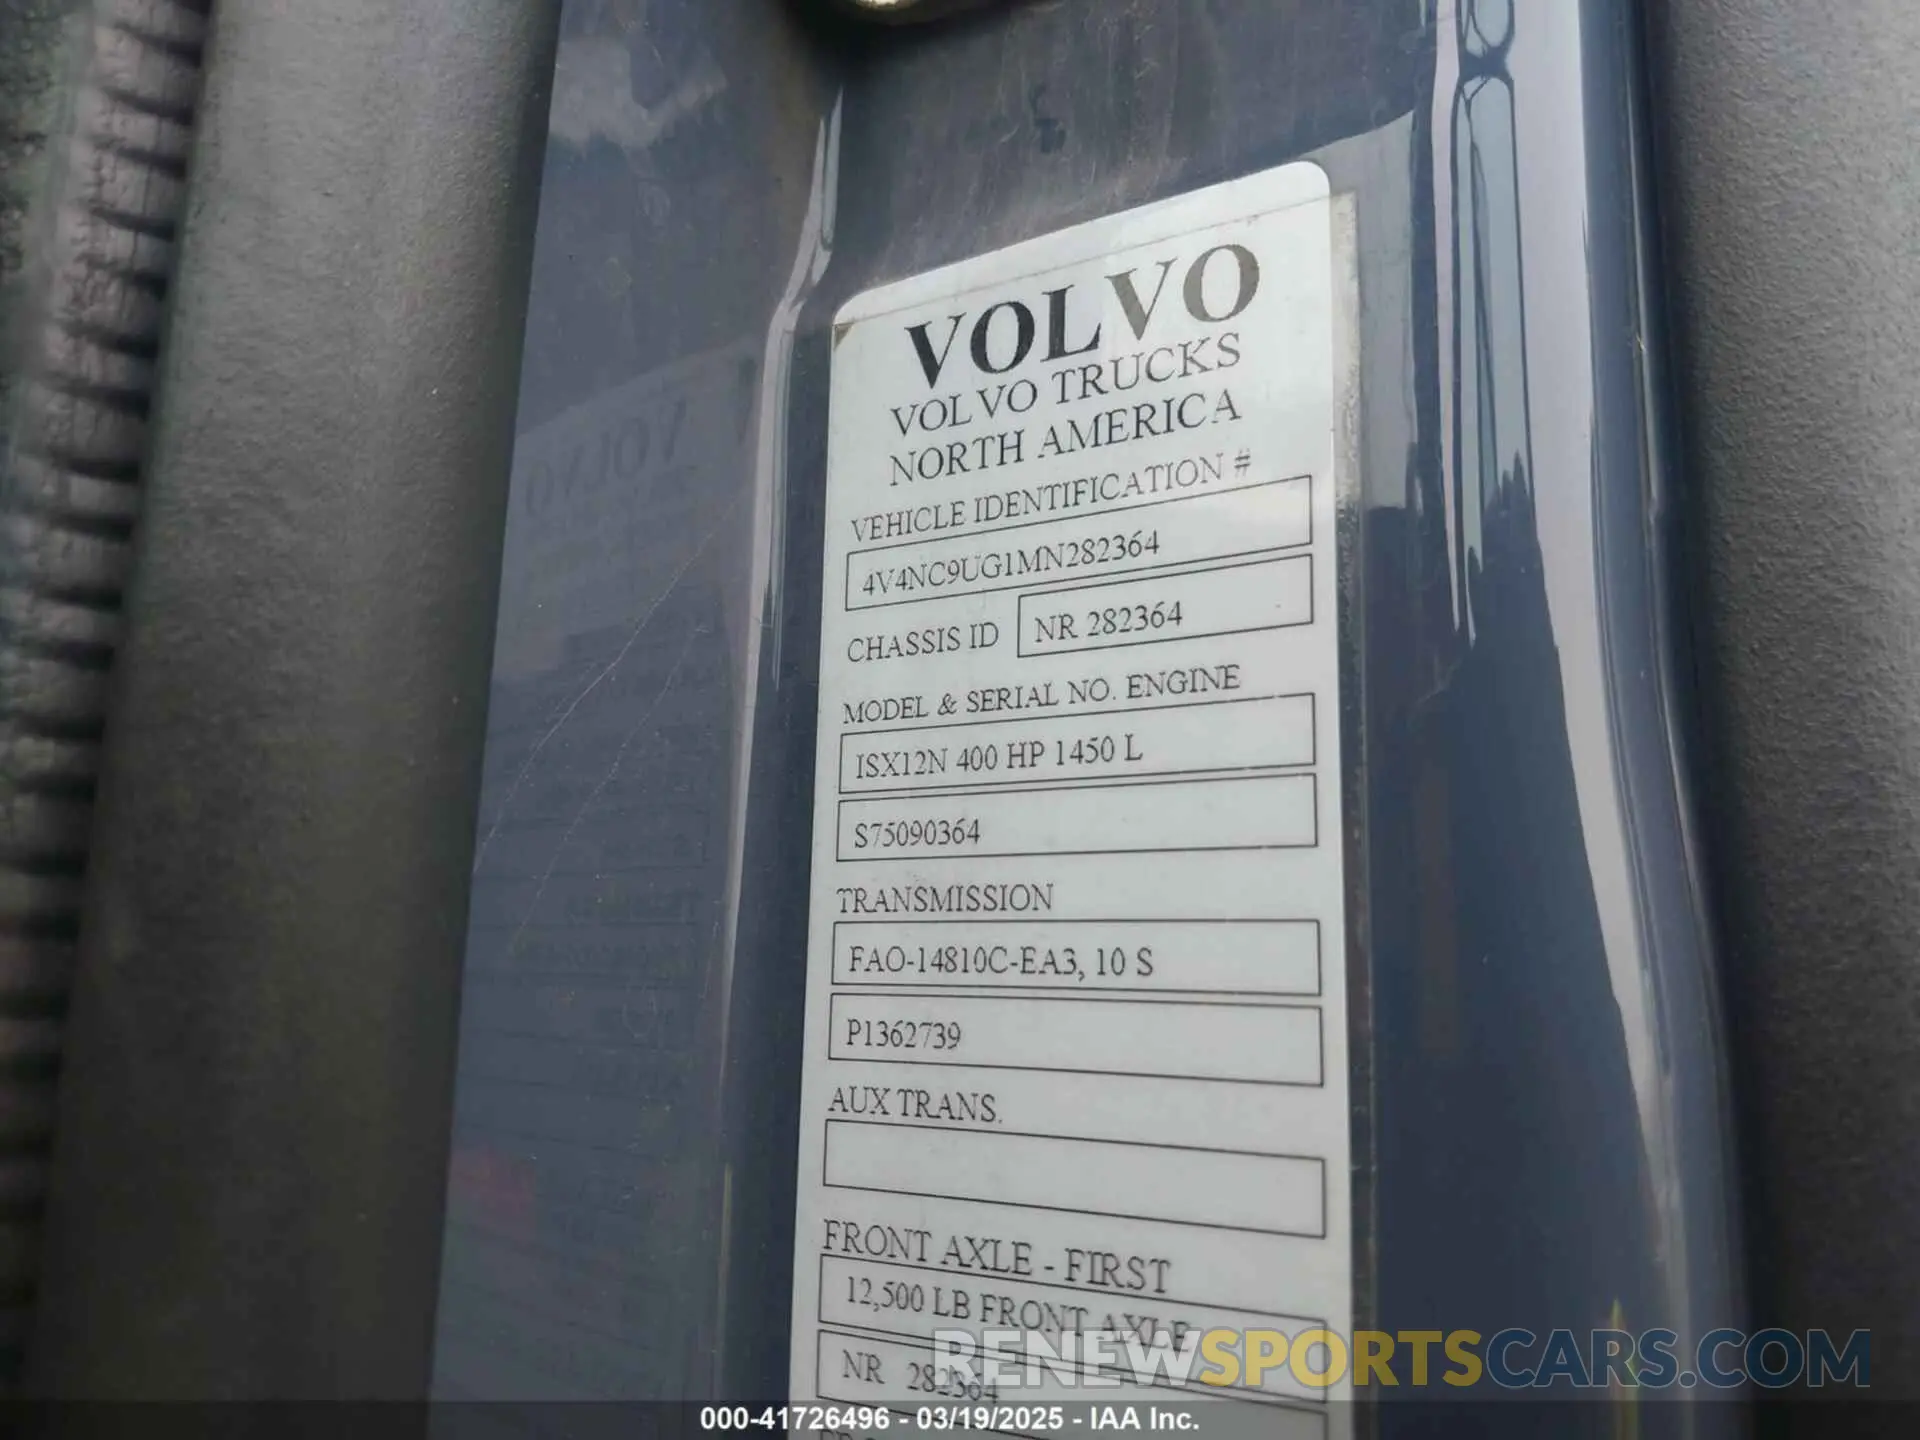 VOLVO
VOLVO TRUCKS
NORTH AMERICA
VEHICLE IDENTIFICATION #
4V4NC9UG1MN282364
CHASSIS ID NR 282364
MODEL & SERIAL NO. ENGINE
ISX12N 400 HP 1450 L
S75090364
TRANSMISSION
FAO-14810C-EA3, 10 S
P1362739
AUX TRANS.
FRONT AXLE - FIRST
12,500 LB FRONT AXLE
NR 282364
RENEWSPORTSCARS.COM
000-41726496 - 03/19/2025 - IAA Inc.